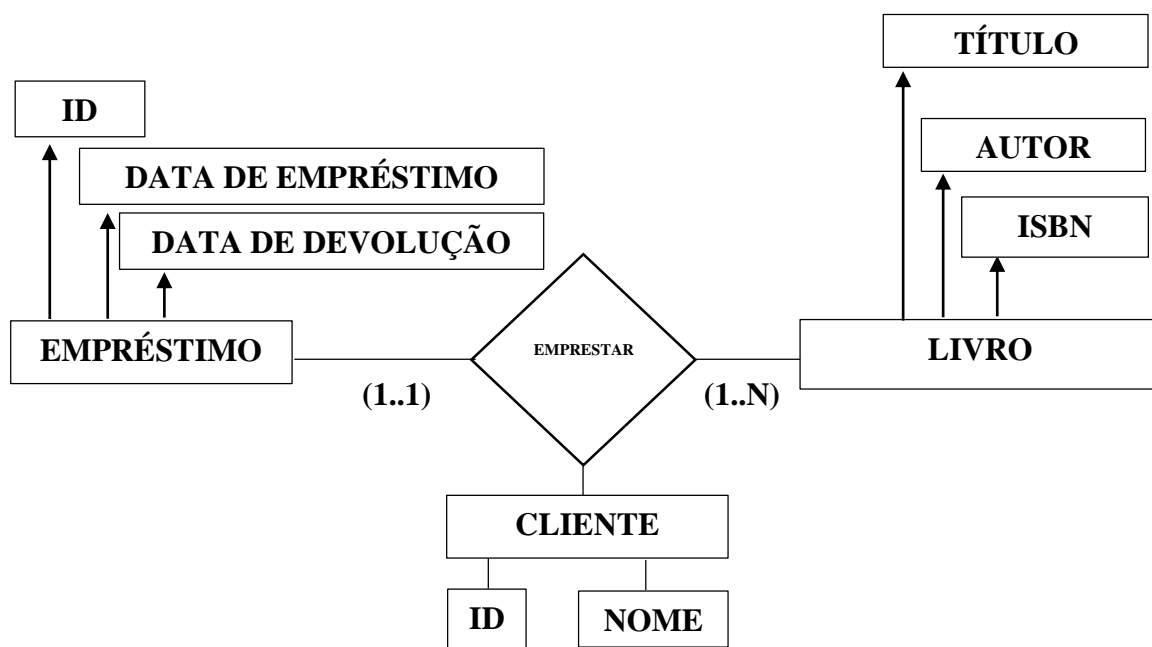 TÍTULO
ID
AUTOR
DATA DE EMPRÉSTIMO
ISBN
DATA DE DEVOLUÇÃO
EMPRÉSTIMO
EMPRESTAR
LIVRO
(1..1)
(1..N)
CLIENTE
ID
NOME